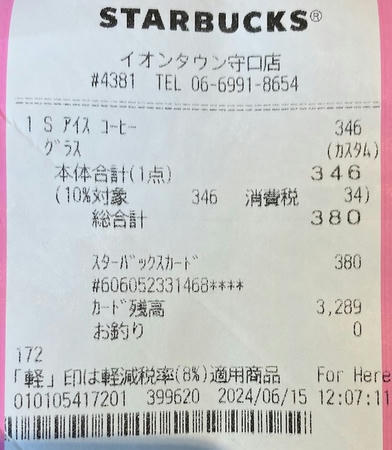 STARBUCKS®
イオンタウン守口店
#4381 TEL 06-6991-8654
1 S アイス コーヒー 346
グラス (カスタム)
本体合計(1点) 346
(10%対象 346 消費税 34)
総合計 380
スターバックスカード 380
#606052331468****
カード残高 3,289
お釣り 0
172
「軽」印は軽減税率(8%)適用商品 For Here
010105417201 399620 2024/06/15 12:07:11